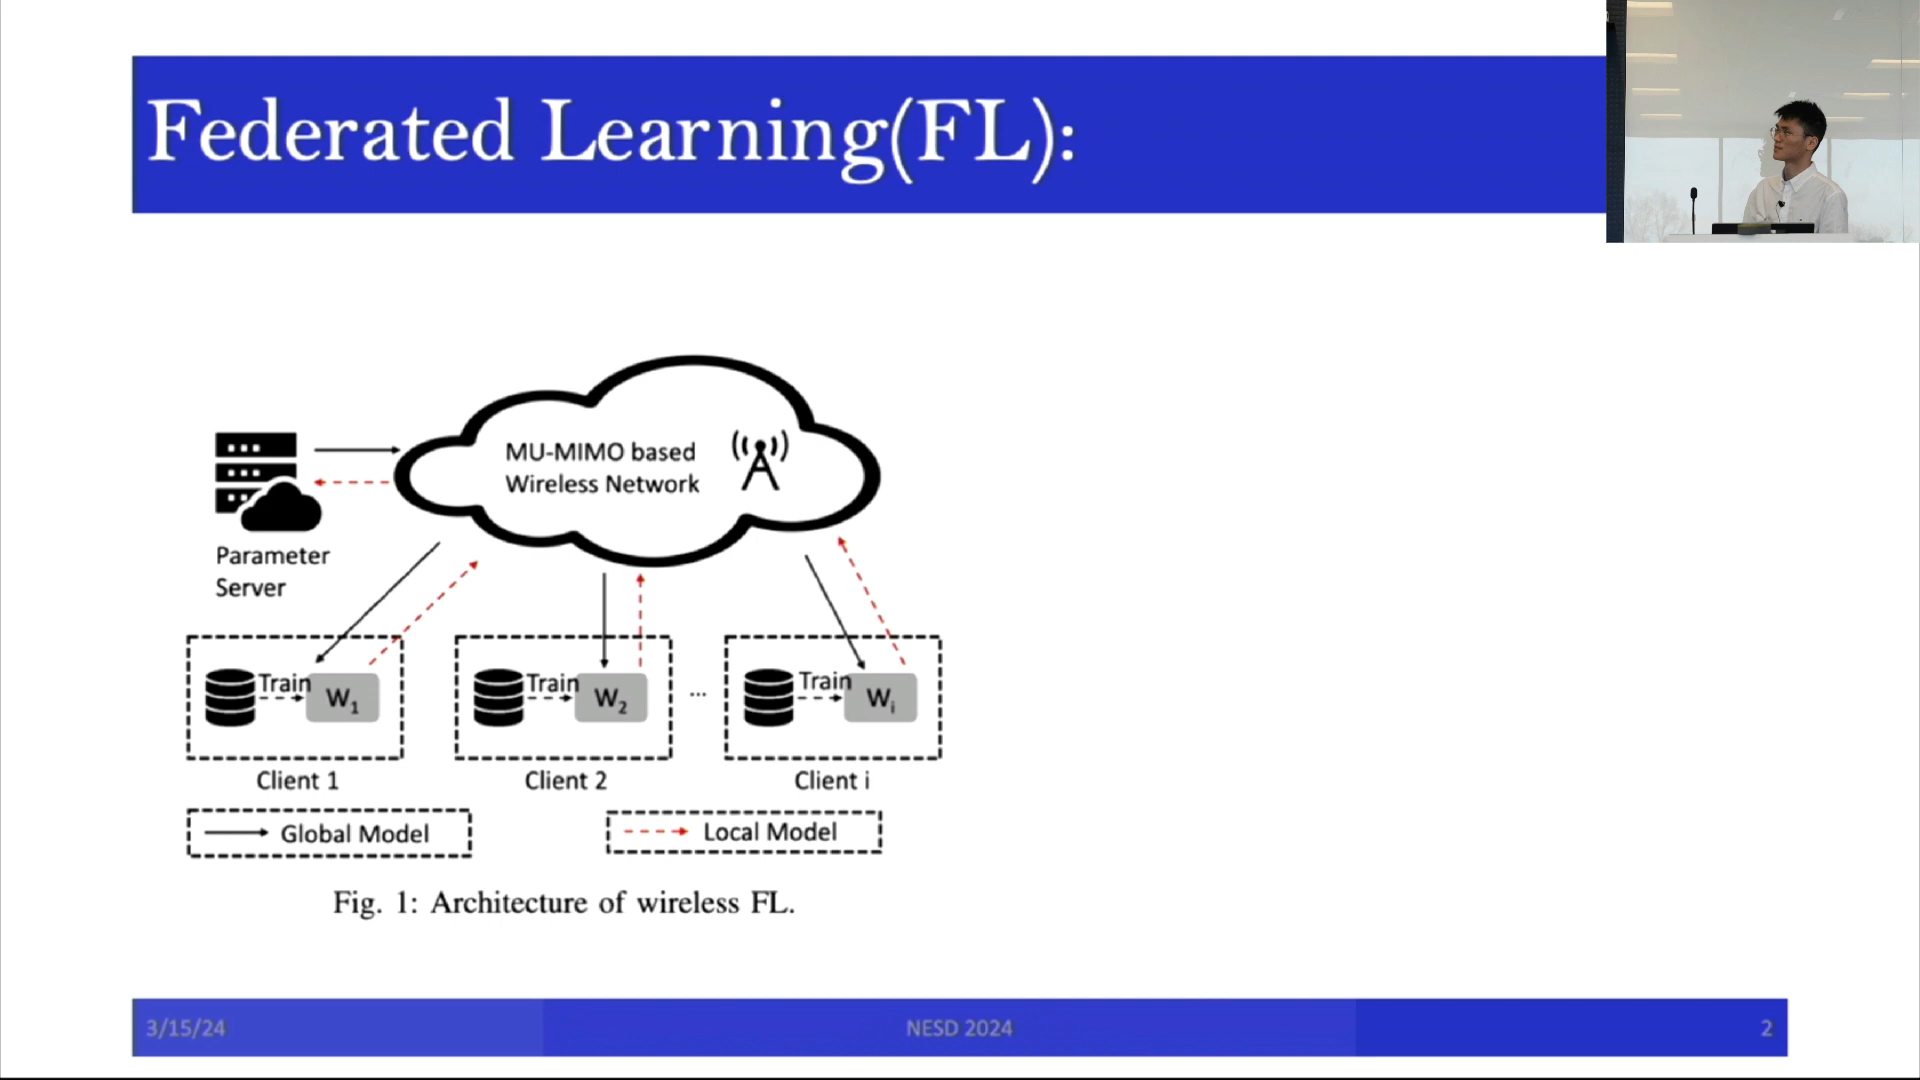 Federated Learning(FL):
MU-MIMO based
Wireless Network
Parameter
Server
Train
W1
Train
W2
...
Train
Wi
Client 1
Client 2
Client i
Global Model
Local Model
Fig. 1: Architecture of wireless FL.
3/15/24
NESD 2024
2